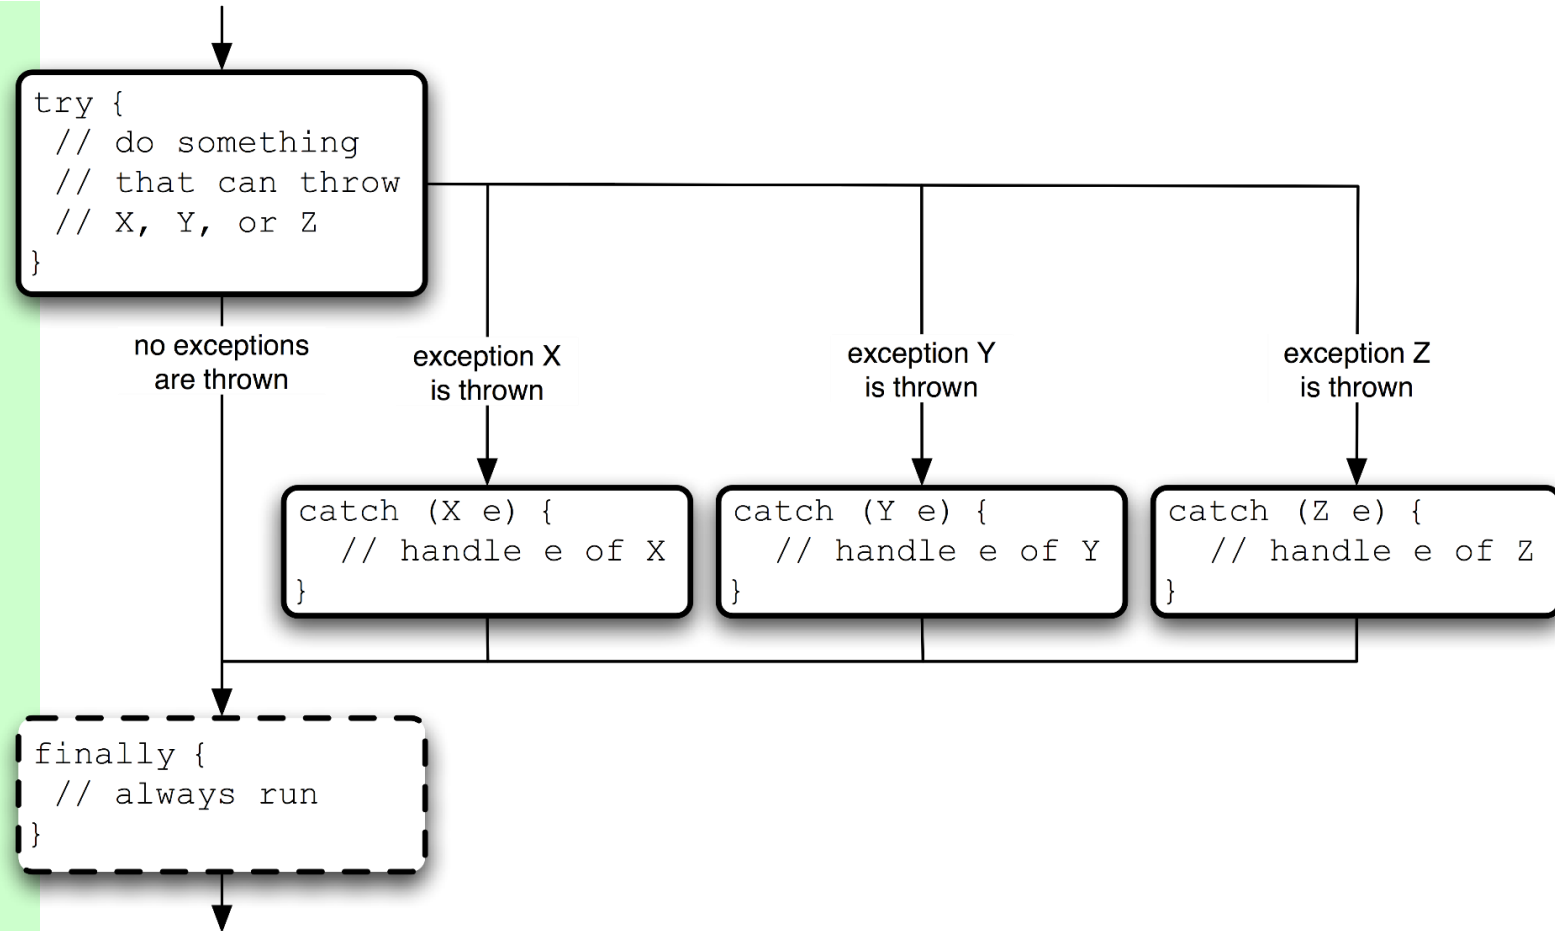 try {
// do something
// that can throw
// X, Y, or Z
}
no exceptions
are thrown
exception X
is thrown
exception Y
is thrown
exception Z
is thrown
catch (X e) {
// handle e of X
}
catch (Y e) {
// handle e of Y
}
catch (Z e) {
// handle e of Z
}
finally {
// always run
}